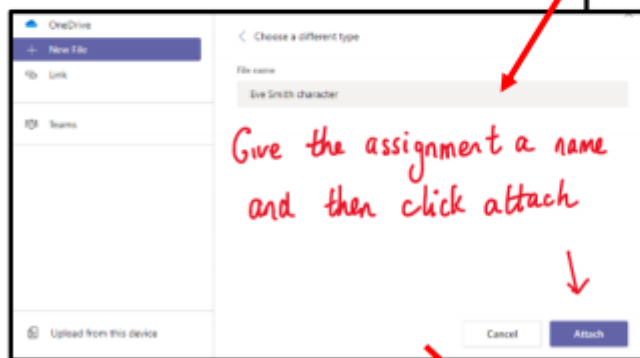 OneDrive
+ New File
Link
Teams
Upload from this device
< Choose a different type
File name
Eve Smith character
Give the assignment a name
and then click attach
Cancel
Attach